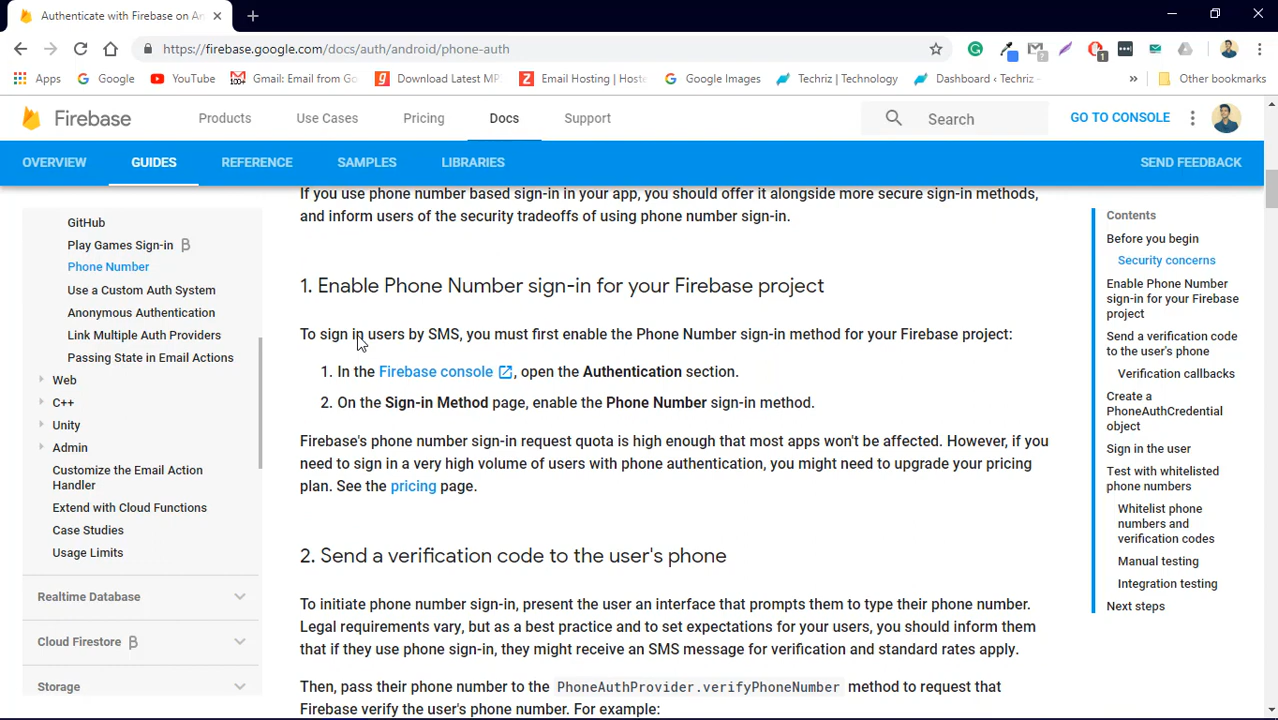 Authenticate with Firebase on An
https://firebase.google.com/docs/auth/android/phone-auth
Apps
Google
YouTube
Gmail: Email from Go
Download Latest MP
Email Hosting | Host
Google Images
Techriz | Technology
Dashboard ‹ Techriz –
Other bookmarks
Firebase
Products
Use Cases
Pricing
Docs
Support
Search
GO TO CONSOLE
OVERVIEW
GUIDES
REFERENCE
SAMPLES
LIBRARIES
SEND FEEDBACK
GitHub
Play Games Sign-in β
Phone Number
Use a Custom Auth System
Anonymous Authentication
Link Multiple Auth Providers
Passing State in Email Actions
Web
C++
Unity
Admin
Customize the Email Action
Handler
Extend with Cloud Functions
Case Studies
Usage Limits
Realtime Database
Cloud Firestore β
Storage
If you use phone number based sign-in in your app, you should offer it alongside more secure sign-in methods,
and inform users of the security tradeoffs of using phone number sign-in.
1. Enable Phone Number sign-in for your Firebase project
To sign in users by SMS, you must first enable the Phone Number sign-in method for your Firebase project:
1. In the Firebase console , open the Authentication section.
2. On the Sign-in Method page, enable the Phone Number sign-in method.
Firebase's phone number sign-in request quota is high enough that most apps won't be affected. However, if you
need to sign in a very high volume of users with phone authentication, you might need to upgrade your pricing
plan. See the pricing page.
2. Send a verification code to the user's phone
To initiate phone number sign-in, present the user an interface that prompts them to type their phone number.
Legal requirements vary, but as a best practice and to set expectations for your users, you should inform them
that if they use phone sign-in, they might receive an SMS message for verification and standard rates apply.
Then, pass their phone number to the PhoneAuthProvider.verifyPhoneNumber method to request that
Firebase verify the user's phone number. For example:
Contents
Before you begin
Security concerns
Enable Phone Number
sign-in for your Firebase
project
Send a verification code
to the user's phone
Verification callbacks
Create a
PhoneAuthCredential
object
Sign in the user
Test with whitelisted
phone numbers
Whitelist phone
numbers and
verification codes
Manual testing
Integration testing
Next steps